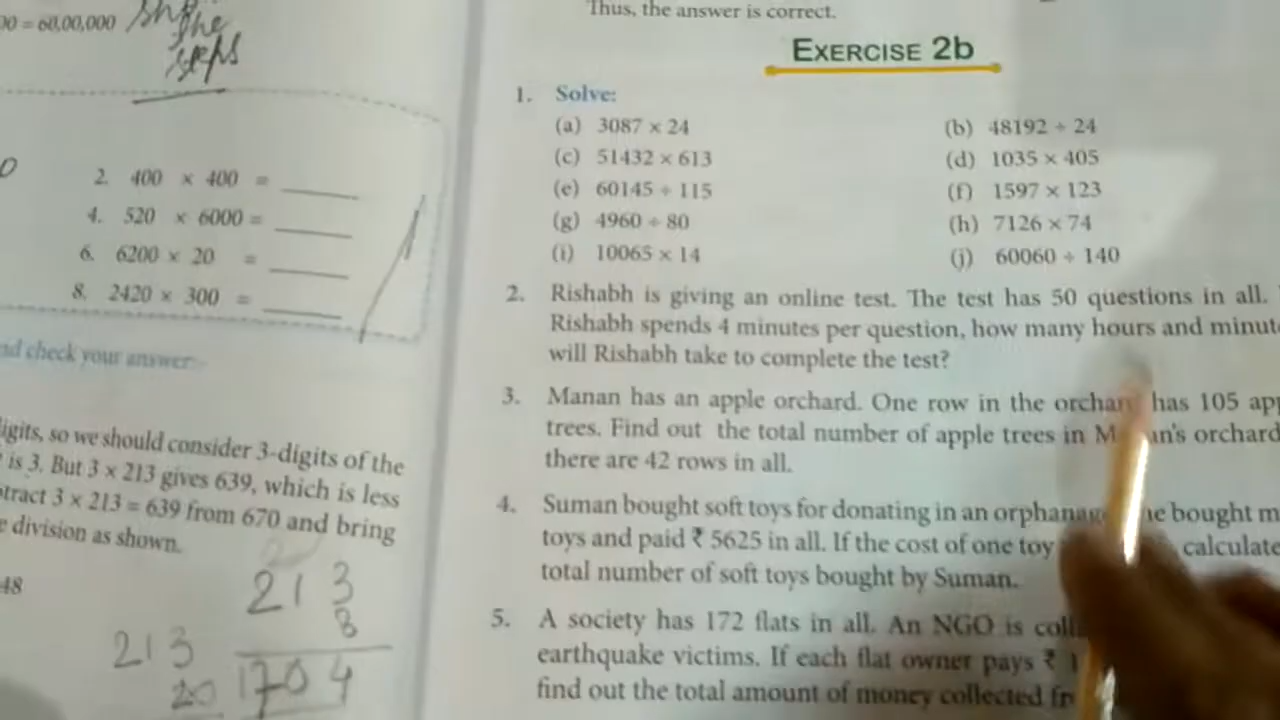 00 = 60,00,000
the
steps
2. 400 × 400 =
4. 520 × 6000 =
6. 6200 × 20 =
8. 2420 × 300 =
nd check your answer:-
digits, so we should consider 3-digits of the
is 3. But 3 × 213 gives 639, which is less
tract 3 × 213 = 639 from 670 and bring
e division as shown.
48
213
8
1704
213
20
Thus, the answer is correct.
EXERCISE 2b
1. Solve:
(a) 3087 × 24 (b) 48192 ÷ 24
(c) 51432 × 613 (d) 1035 × 405
(e) 60145 ÷ 115 (f) 1597 × 123
(g) 4960 ÷ 80 (h) 7126 × 74
(i) 10065 × 14 (j) 60060 ÷ 140
2. Rishabh is giving an online test. The test has 50 questions in all.
Rishabh spends 4 minutes per question, how many hours and minut
will Rishabh take to complete the test?
3. Manan has an apple orchard. One row in the orchard has 105 app
trees. Find out the total number of apple trees in M an's orchard
there are 42 rows in all.
4. Suman bought soft toys for donating in an orphanag he bought m
toys and paid ₹ 5625 in all. If the cost of one toy calculate
total number of soft toys bought by Suman.
5. A society has 172 flats in all. An NGO is coll
earthquake victims. If each flat owner pays ₹ 1
find out the total amount of money collected fr